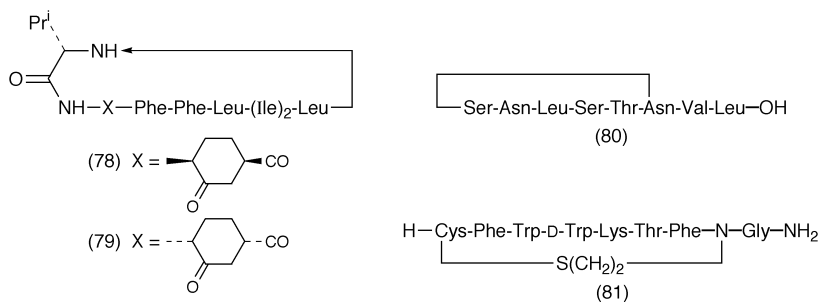 Prⁱ
NH
O
NH–X–Phe-Phe-Leu-(Ile)₂-Leu
(78) X = CO
O
(79) X = CO
O
Ser-Asn-Leu-Ser-Thr-Asn-Val-Leu–OH
(80)
H–Cys-Phe-Trp-D-Trp-Lys-Thr-Phe–N–Gly–NH₂
S(CH₂)₂
(81)